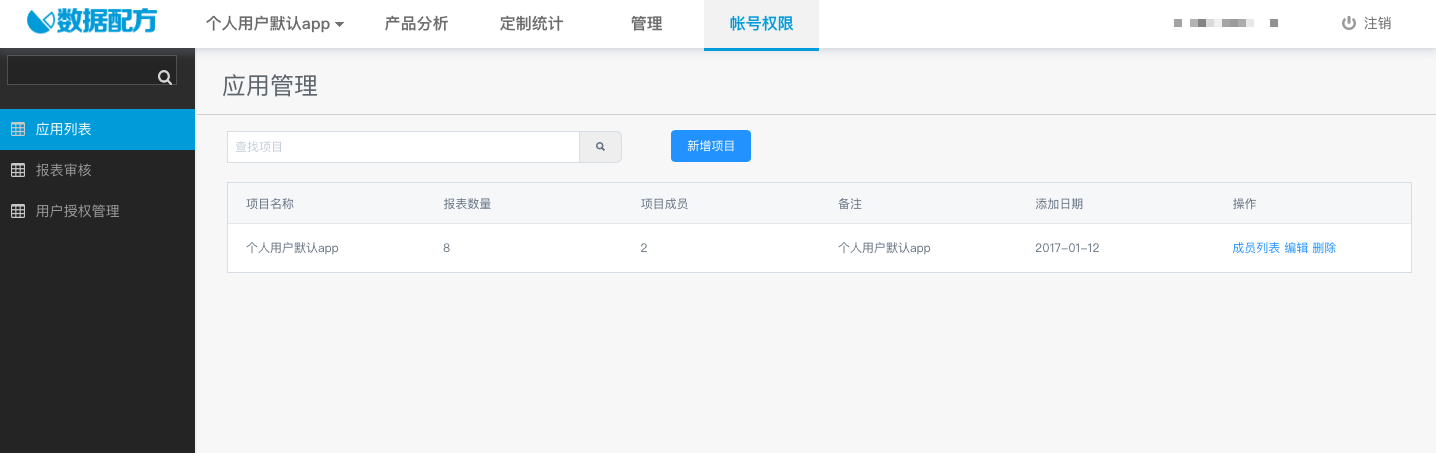 数据配方 个人用户默认app 产品分析 定制统计 管理 帐号权限 注销
应用管理
应用列表
报表审核
用户授权管理
查找项目 新增项目
项目名称 报表数量 项目成员 备注 添加日期 操作
个人用户默认app 8 2 个人用户默认app 2017-01-12 成员列表 编辑 删除